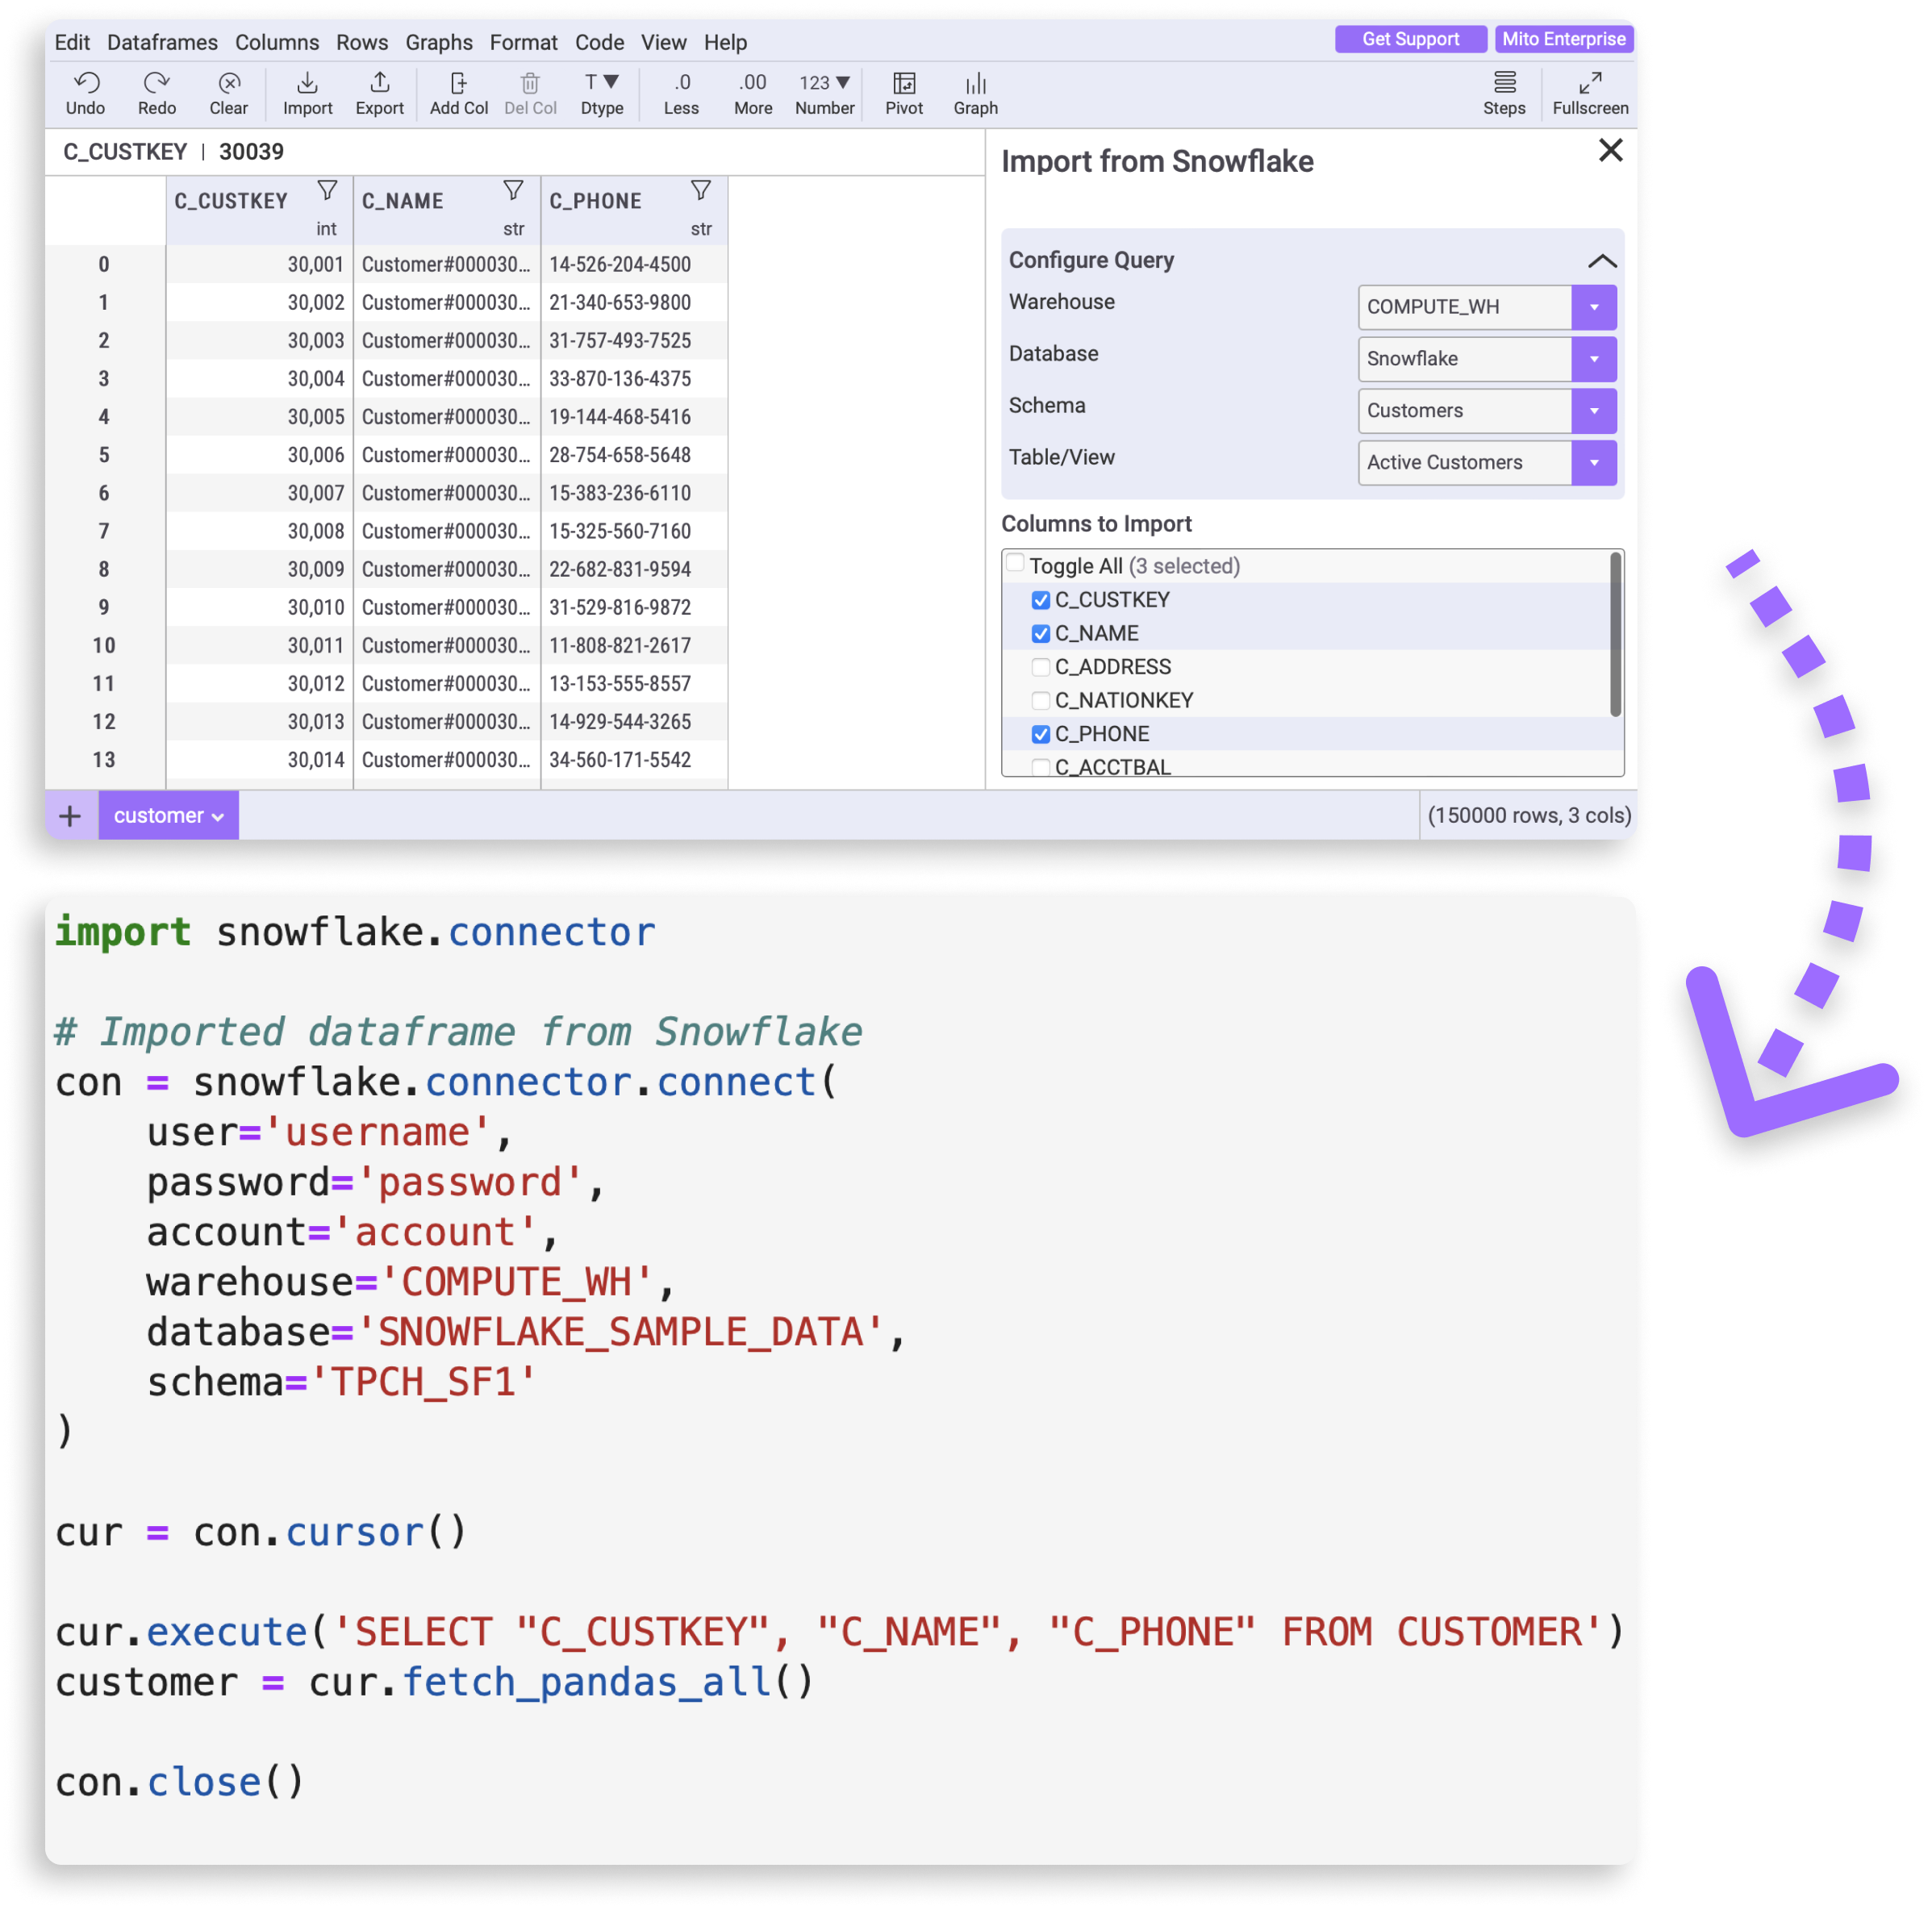 Edit Dataframes Columns Rows Graphs Format Code View Help Get Support Mito Enterprise
Undo Redo Clear Import Export Add Col Del Col T Dtype .0 Less .00 More 123 Number Pivot Graph Steps Fullscreen
C_CUSTKEY | 30039
C_CUSTKEY C_NAME C_PHONE
int str str
0 30,001 Customer#000030... 14-526-204-4500
1 30,002 Customer#000030... 21-340-653-9800
2 30,003 Customer#000030... 31-757-493-7525
3 30,004 Customer#000030... 33-870-136-4375
4 30,005 Customer#000030... 19-144-468-5416
5 30,006 Customer#000030... 28-754-658-5648
6 30,007 Customer#000030... 15-383-236-6110
7 30,008 Customer#000030... 15-325-560-7160
8 30,009 Customer#000030... 22-682-831-9594
9 30,010 Customer#000030... 31-529-816-9872
10 30,011 Customer#000030... 11-808-821-2617
11 30,012 Customer#000030... 13-153-555-8557
12 30,013 Customer#000030... 14-929-544-3265
13 30,014 Customer#000030... 34-560-171-5542
Import from Snowflake
Configure Query
Warehouse COMPUTE_WH
Database Snowflake
Schema Customers
Table/View Active Customers
Columns to Import
Toggle All (3 selected)
C_CUSTKEY
C_NAME
C_ADDRESS
C_NATIONKEY
C_PHONE
C_ACCTBAL
+ customer (150000 rows, 3 cols)
import snowflake.connector
# Imported dataframe from Snowflake
con = snowflake.connector.connect(
    user='username',
    password='password',
    account='account',
    warehouse='COMPUTE_WH',
    database='SNOWFLAKE_SAMPLE_DATA',
    schema='TPCH_SF1'
)
cur = con.cursor()
cur.execute('SELECT "C_CUSTKEY", "C_NAME", "C_PHONE" FROM CUSTOMER')
customer = cur.fetch_pandas_all()
con.close()